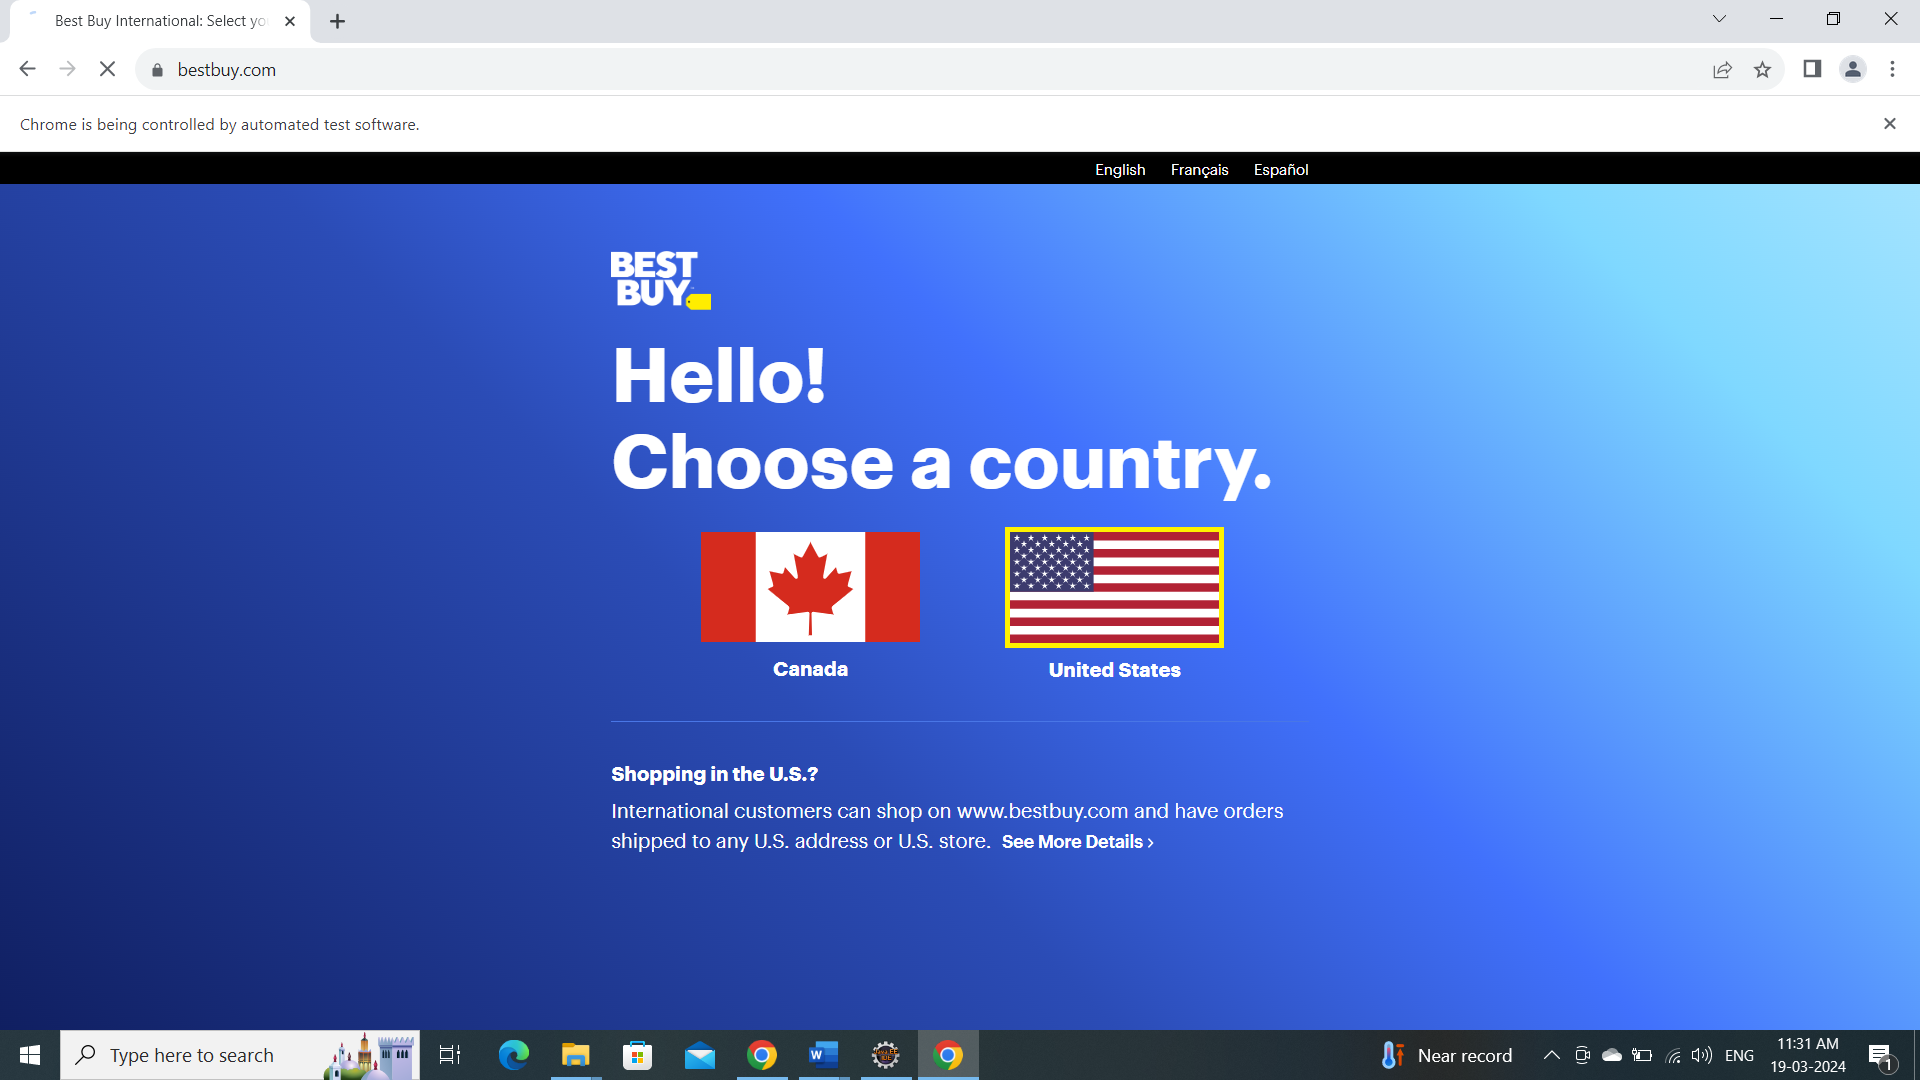 Best Buy International: Select yo
bestbuy.com
Chrome is being controlled by automated test software.
English Français Español
BEST
BUY
Hello!
Choose a country.
Canada United States
Shopping in the U.S.?
International customers can shop on www.bestbuy.com and have orders
shipped to any U.S. address or U.S. store. See More Details ›
Type here to search
Near record
ENG
11:31 AM
19-03-2024
1